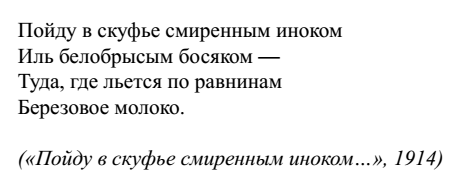 Пойду в скуфье смиренным иноком
Иль белобрысым босяком —
Туда, где льется по равнинам
Березовое молоко.
(«Пойду в скуфье смиренным иноком…», 1914)